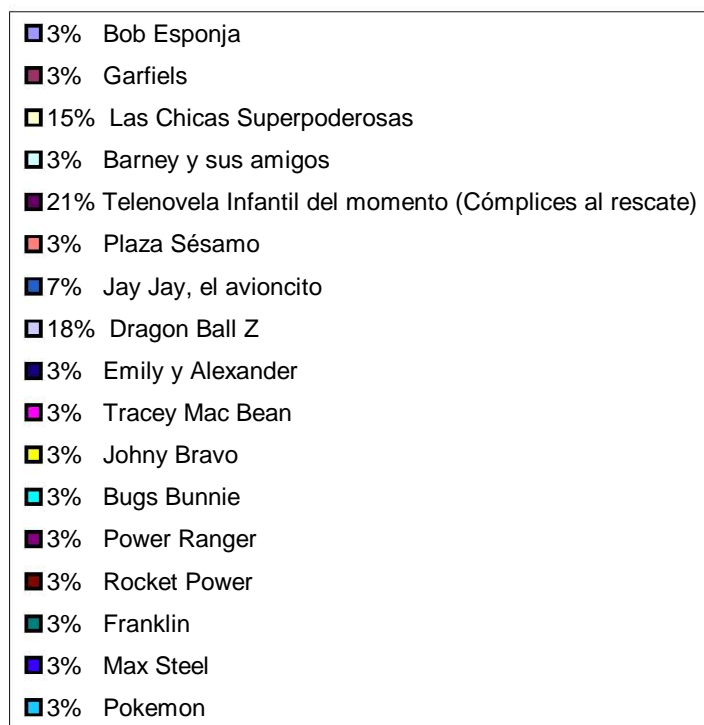 3% Bob Esponja
3% Garfiels
15% Las Chicas Superpoderosas
3% Barney y sus amigos
21% Telenovela Infantil del momento (Cómplices al rescate)
3% Plaza Sésamo
7% Jay Jay, el avioncito
18% Dragon Ball Z
3% Emily y Alexander
3% Tracey Mac Bean
3% Johny Bravo
3% Bugs Bunnie
3% Power Ranger
3% Rocket Power
3% Franklin
3% Max Steel
3% Pokemon